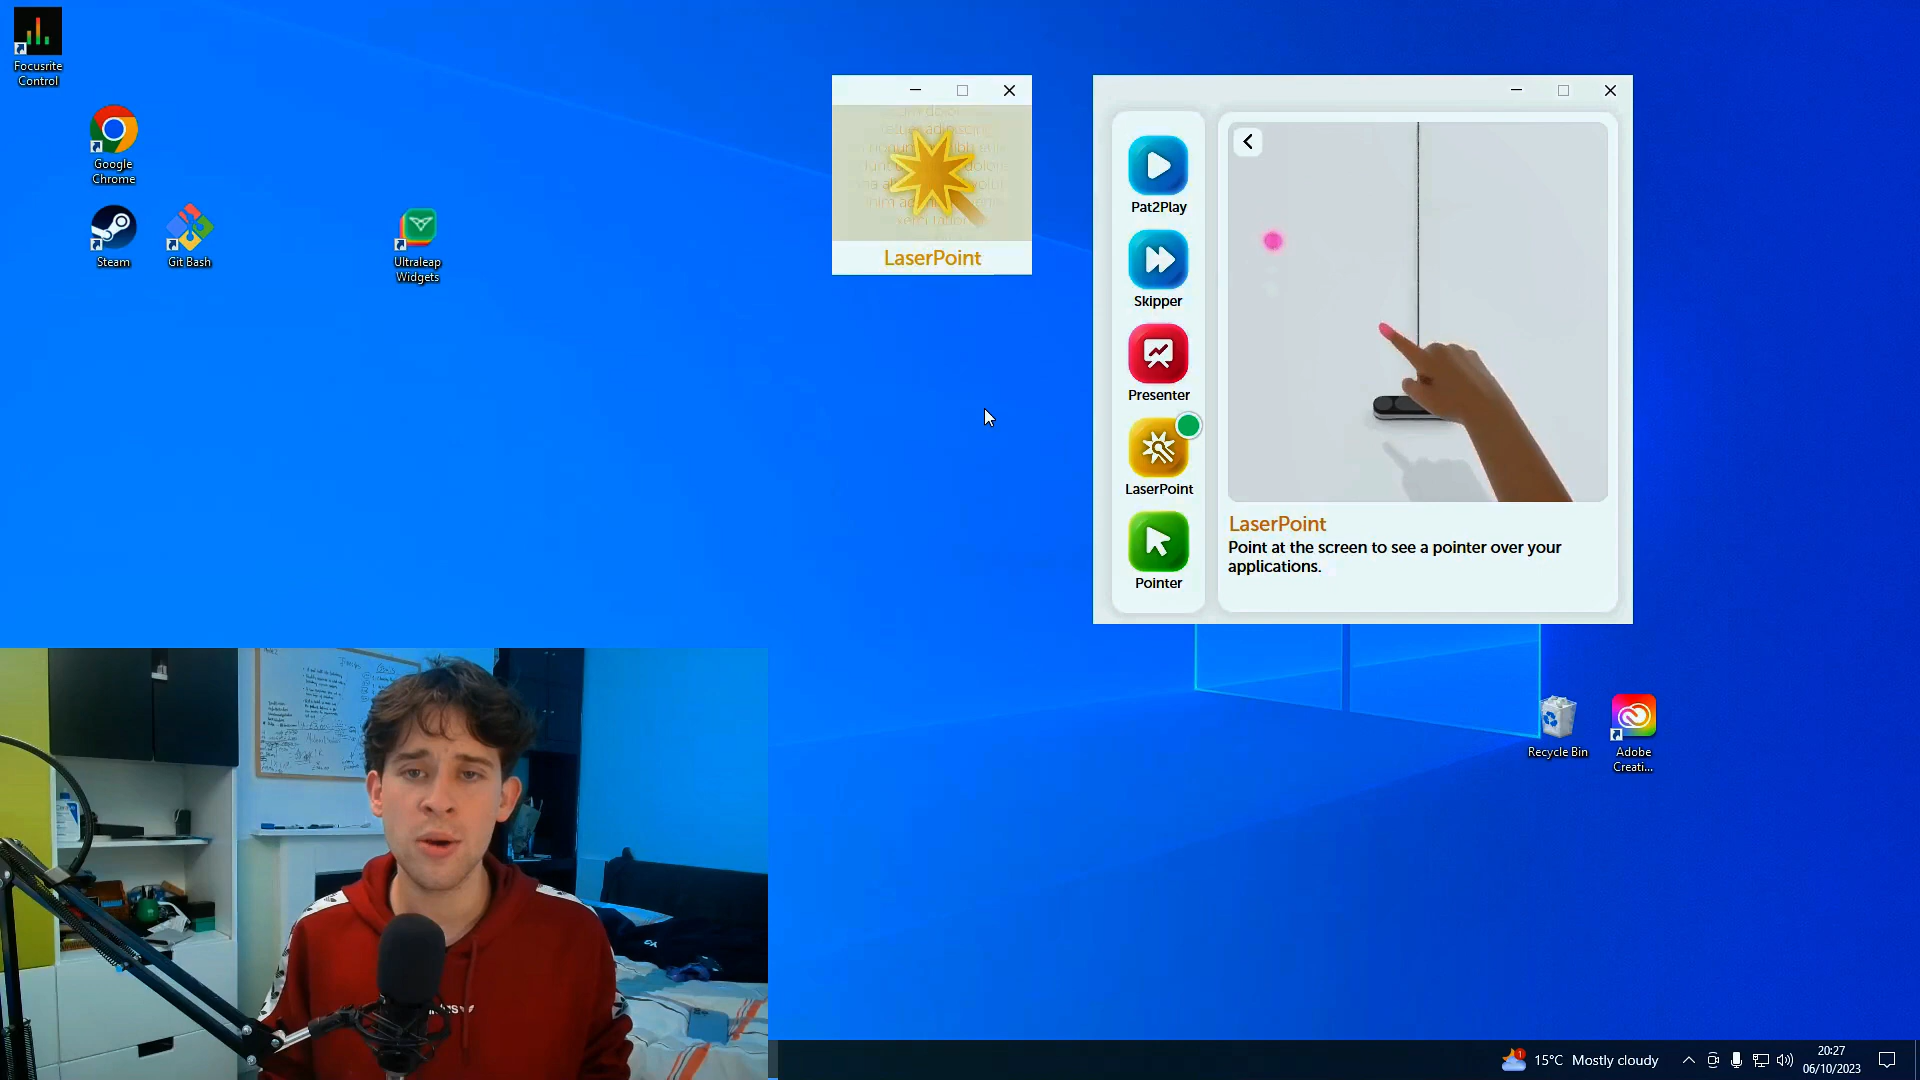 Focusrite
Control
Google
Chrome
Steam
Git Bash
Ultraleap
Widgets
LaserPoint
Pat2Play
Skipper
Presenter
LaserPoint
Pointer
LaserPoint
Point at the screen to see a pointer over your
applications.
Recycle Bin
Adobe
Creati...
1
15°C Mostly cloudy
20:27
06/10/2023